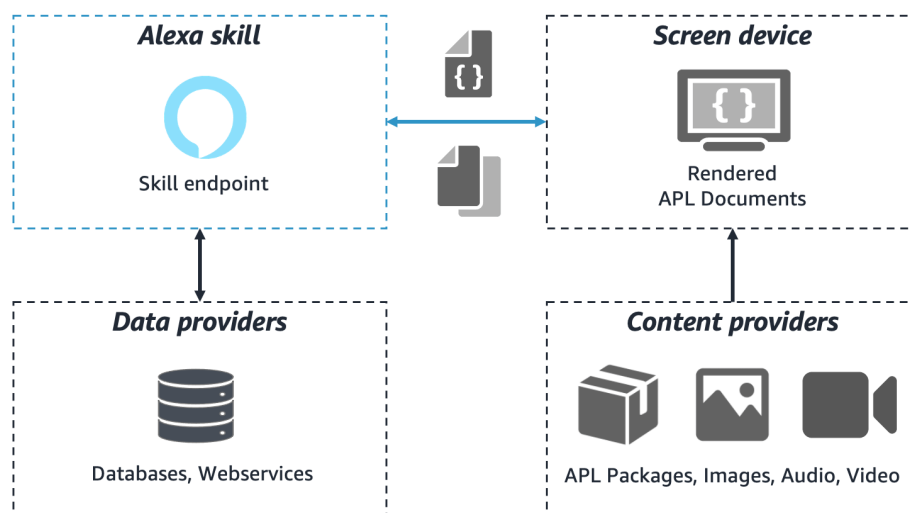 Alexa skill
Skill endpoint
{ }
Screen device
{ }
Rendered
APL Documents
Data providers
Databases, Webservices
Content providers
APL Packages, Images, Audio, Video